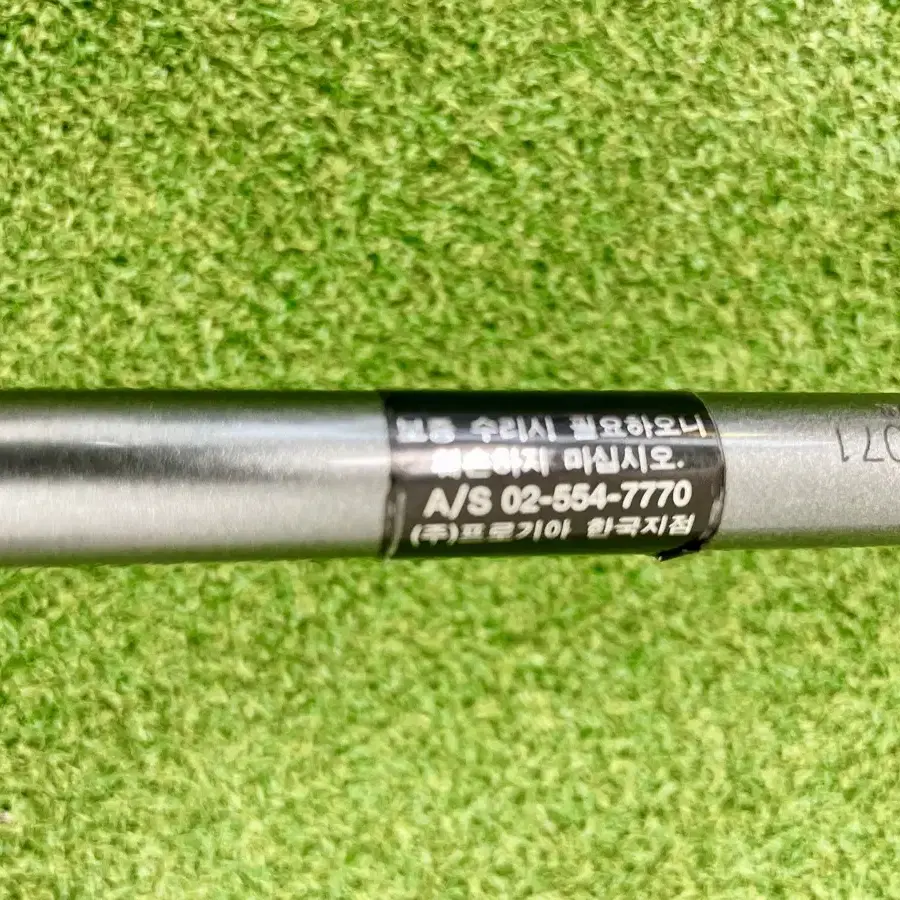 보증 수리시 필요하오니
훼손하지 마십시오.
A/S 02-554-7770
(주)프로기아 한국지점
071